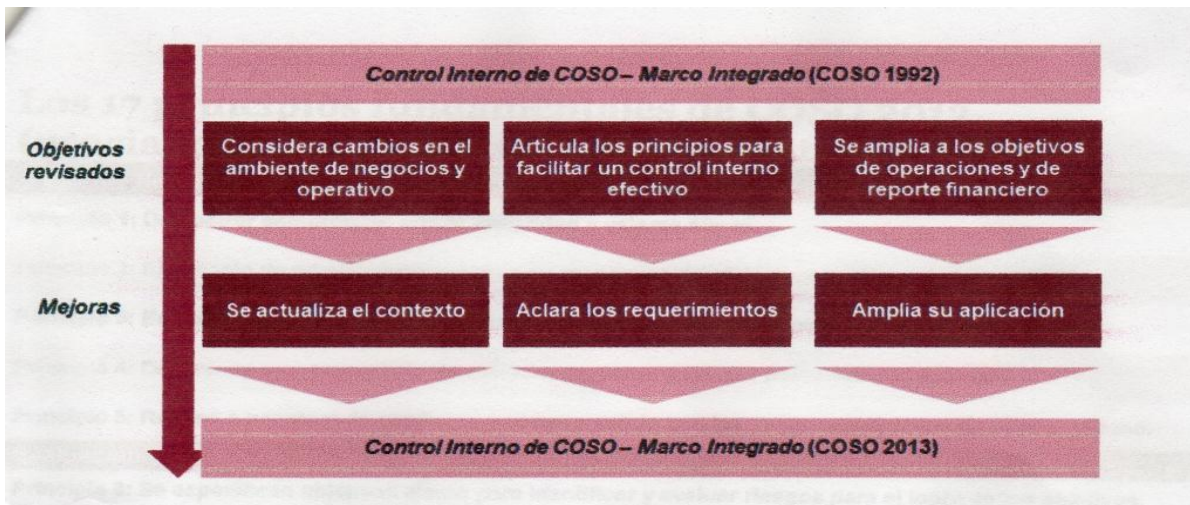 Control Interno de COSO – Marco Integrado (COSO 1992)
Objetivos
revisados
Considera cambios en el
ambiente de negocios y
operativo
Articula los principios para
facilitar un control interno
efectivo
Se amplia a los objetivos
de operaciones y de
reporte financiero
Mejoras
Se actualiza el contexto
Aclara los requerimientos
Amplia su aplicación
Control Interno de COSO – Marco Integrado (COSO 2013)